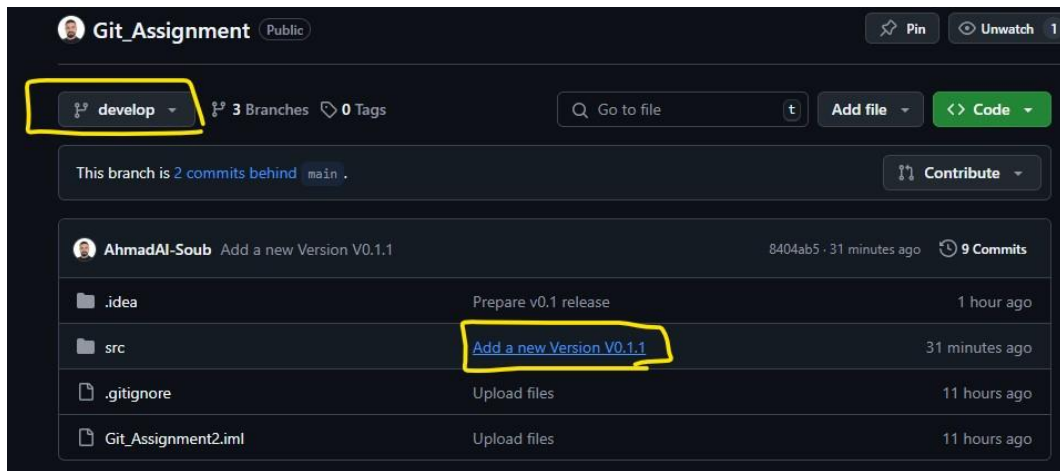 Git_Assignment Public Pin Unwatch 1
develop 3 Branches 0 Tags Go to file t Add file <> Code
This branch is 2 commits behind main . Contribute
AhmadAl-Soub Add a new Version V0.1.1 8404ab5 · 31 minutes ago 9 Commits
.idea Prepare v0.1 release 1 hour ago
src Add a new Version V0.1.1 31 minutes ago
.gitignore Upload files 11 hours ago
Git_Assignment2.iml Upload files 11 hours ago